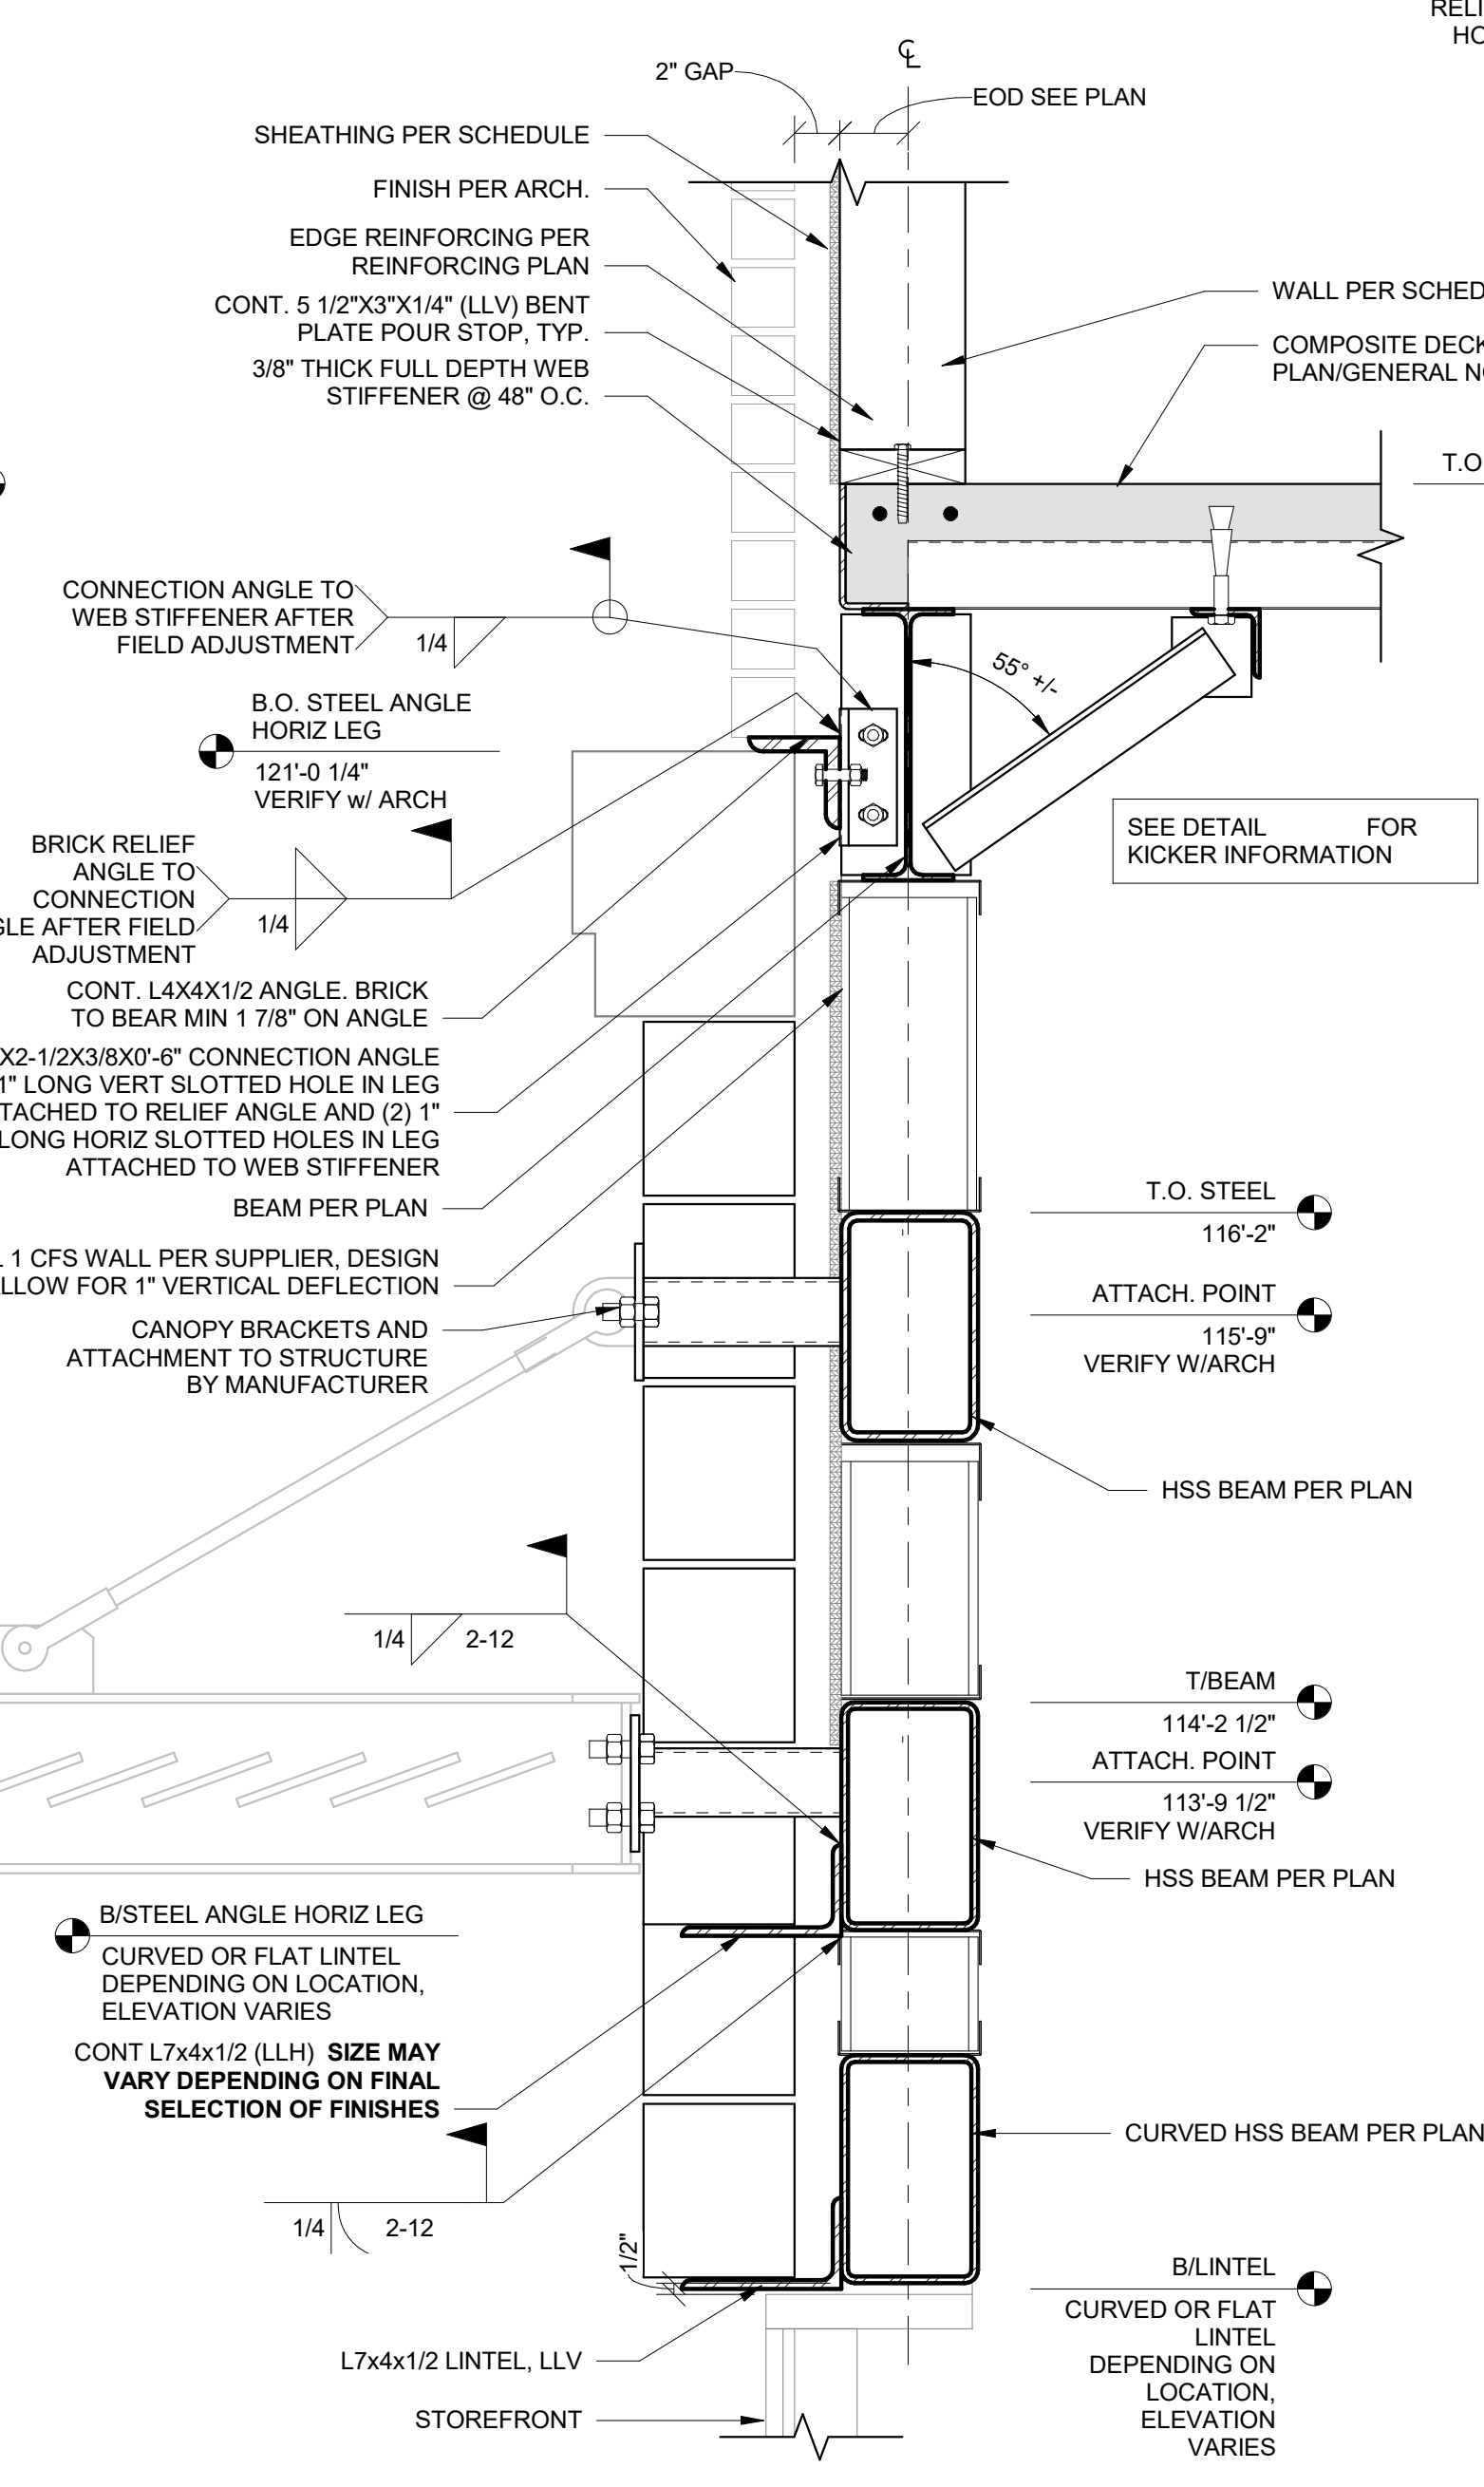 RELI
HO
℄
2" GAP
EOD SEE PLAN
SHEATHING PER SCHEDULE
FINISH PER ARCH.
EDGE REINFORCING PER
REINFORCING PLAN
CONT. 5 1/2"X3"X1/4" (LLV) BENT
PLATE POUR STOP, TYP.
3/8" THICK FULL DEPTH WEB
STIFFENER @ 48" O.C.
WALL PER SCHED
COMPOSITE DECK
PLAN/GENERAL NO
T.O
CONNECTION ANGLE TO
WEB STIFFENER AFTER
FIELD ADJUSTMENT
1/4
55° +/-
B.O. STEEL ANGLE
HORIZ LEG
121'-0 1/4"
VERIFY w/ ARCH
SEE DETAIL FOR
KICKER INFORMATION
BRICK RELIEF
ANGLE TO
CONNECTION
GLE AFTER FIELD
ADJUSTMENT
1/4
CONT. L4X4X1/2 ANGLE. BRICK
TO BEAR MIN 1 7/8" ON ANGLE
X2-1/2X3/8X0'-6" CONNECTION ANGLE
1" LONG VERT SLOTTED HOLE IN LEG
TTACHED TO RELIEF ANGLE AND (2) 1"
LONG HORIZ SLOTTED HOLES IN LEG
ATTACHED TO WEB STIFFENER
BEAM PER PLAN
L 1 CFS WALL PER SUPPLIER, DESIGN
ALLOW FOR 1" VERTICAL DEFLECTION
CANOPY BRACKETS AND
ATTACHMENT TO STRUCTURE
BY MANUFACTURER
T.O. STEEL
116'-2"
ATTACH. POINT
115'-9"
VERIFY W/ARCH
HSS BEAM PER PLAN
1/4
2-12
T/BEAM
114'-2 1/2"
ATTACH. POINT
113'-9 1/2"
VERIFY W/ARCH
HSS BEAM PER PLAN
B/STEEL ANGLE HORIZ LEG
CURVED OR FLAT LINTEL
DEPENDING ON LOCATION,
ELEVATION VARIES
CONT L7x4x1/2 (LLH) SIZE MAY
VARY DEPENDING ON FINAL
SELECTION OF FINISHES
CURVED HSS BEAM PER PLAN
1/4
2-12
1/2"
B/LINTEL
CURVED OR FLAT
LINTEL
DEPENDING ON
LOCATION,
ELEVATION
VARIES
L7x4x1/2 LINTEL, LLV
STOREFRONT